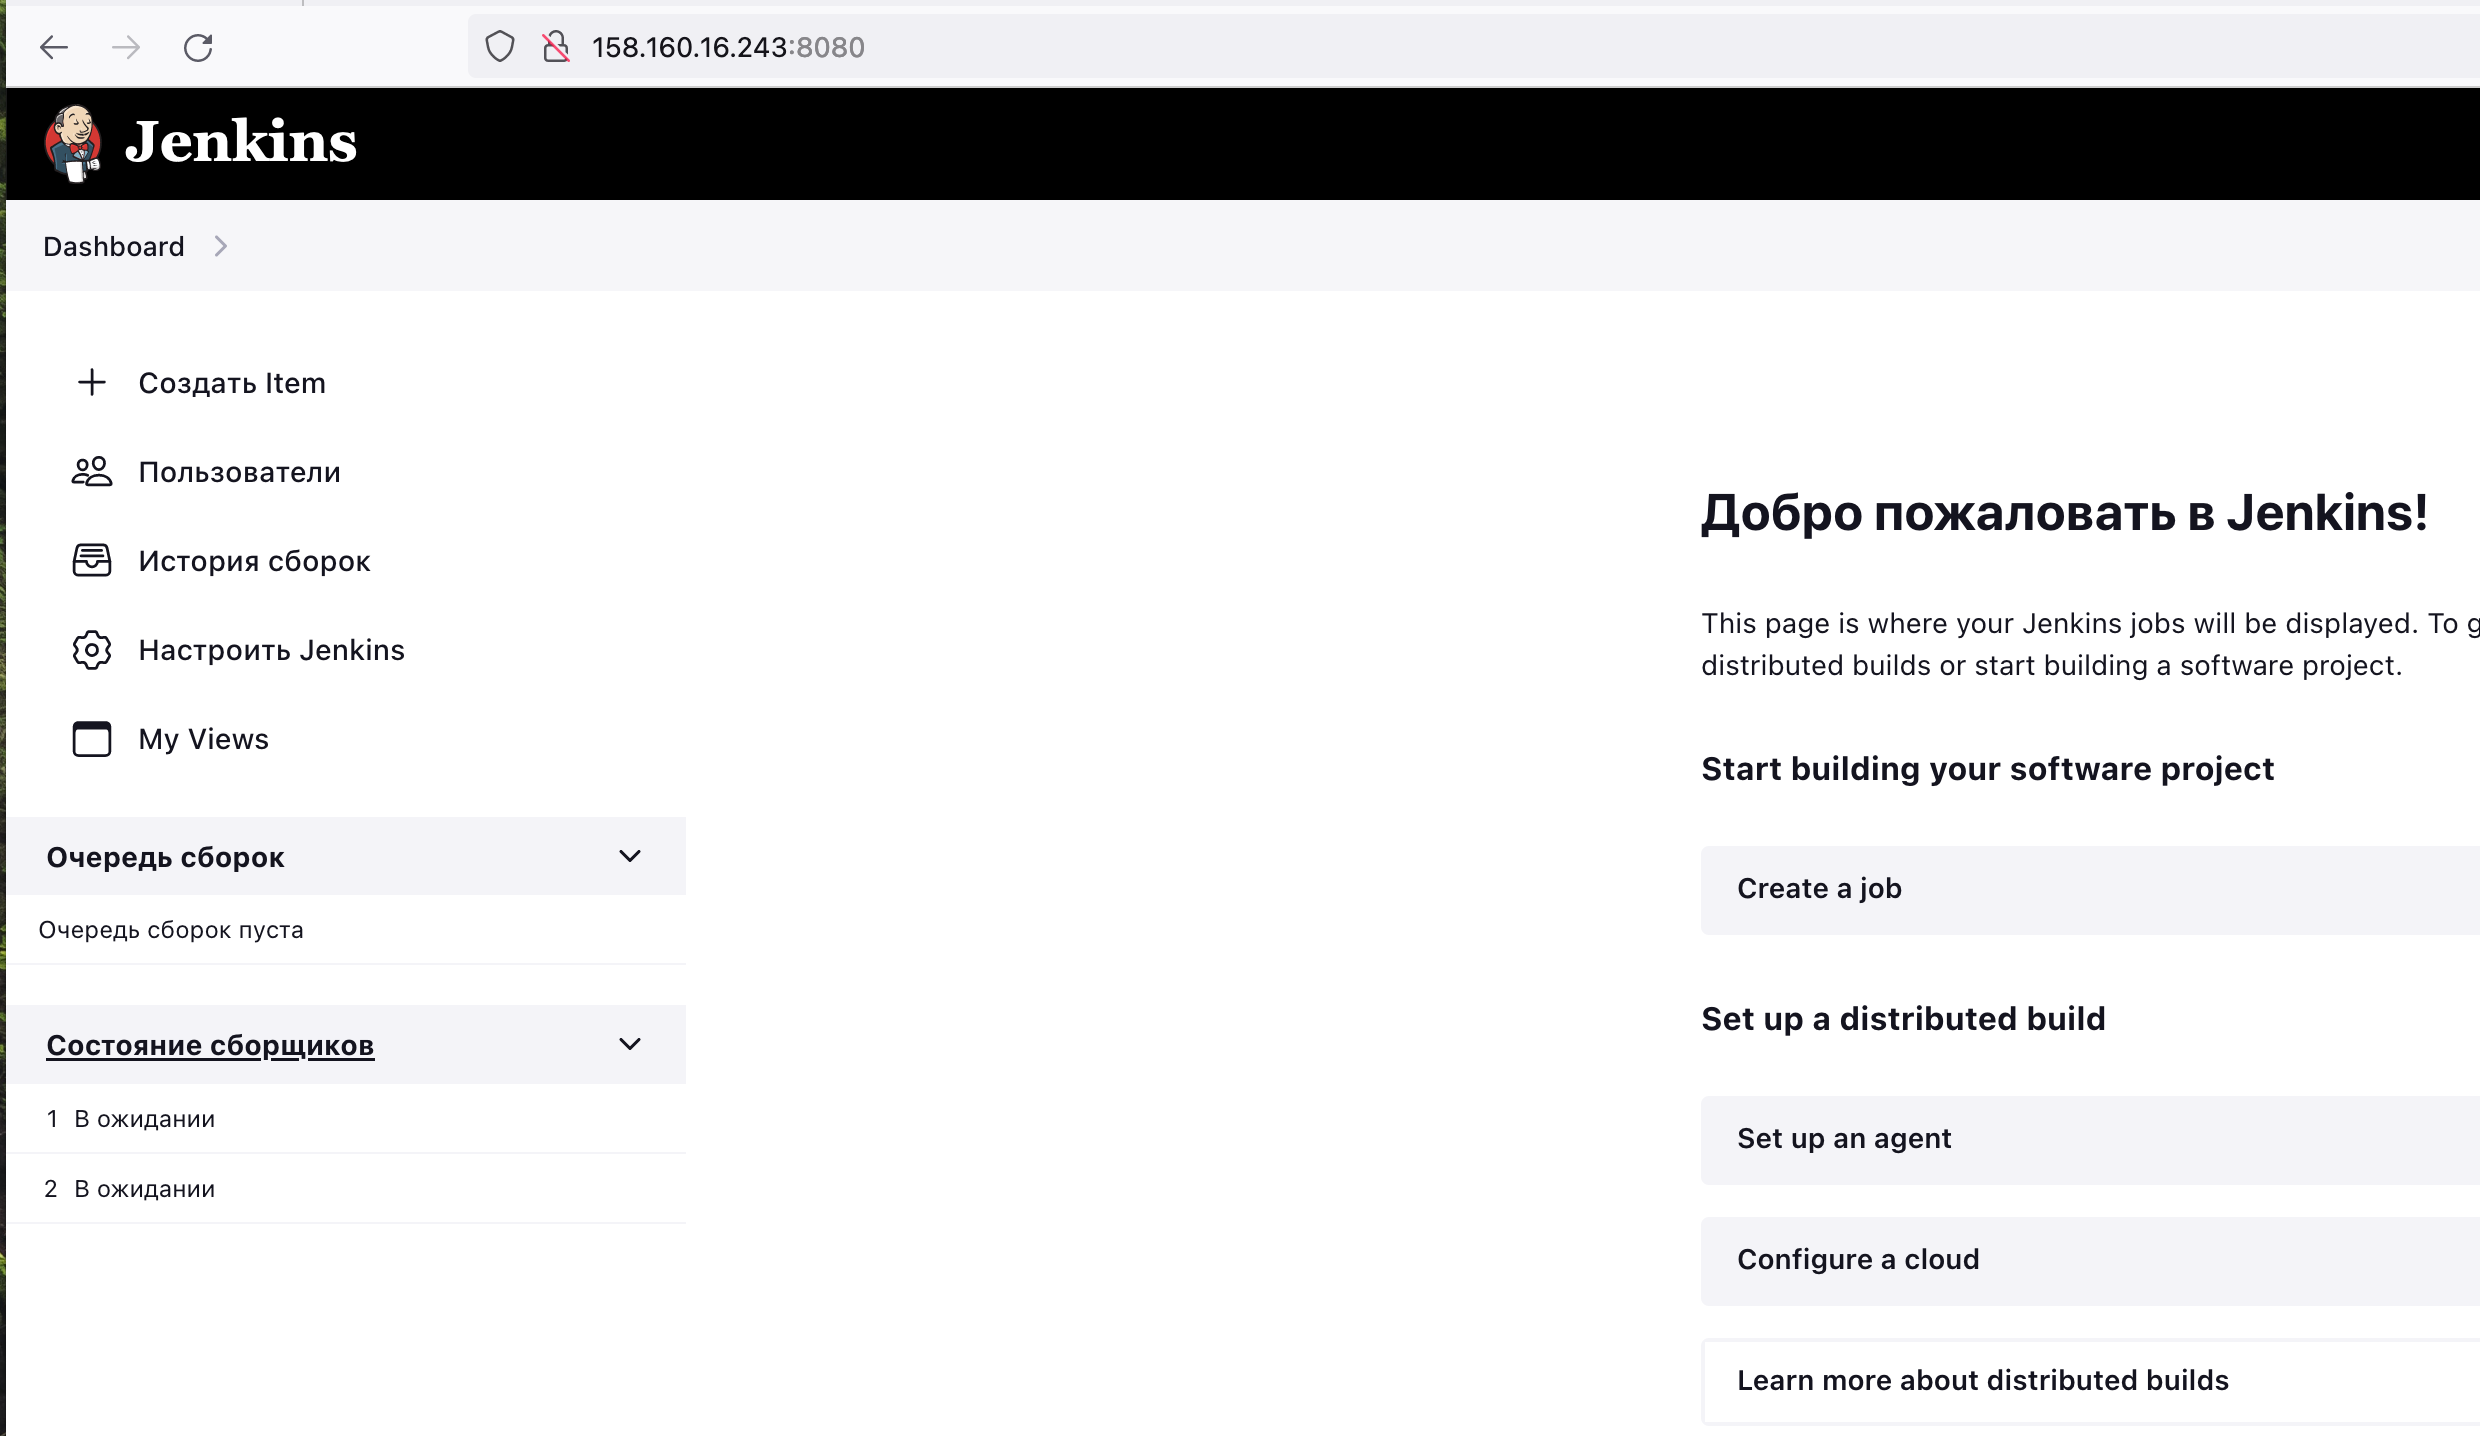 158.160.16.243:8080
Jenkins
Dashboard
Создать Item
Пользователи
История сборок
Настроить Jenkins
My Views
Очередь сборок
Очередь сборок пуста
Состояние сборщиков
1 В ожидании
2 В ожидании
Добро пожаловать в Jenkins!
This page is where your Jenkins jobs will be displayed. To
distributed builds or start building a software project.
Start building your software project
Create a job
Set up a distributed build
Set up an agent
Configure a cloud
Learn more about distributed builds